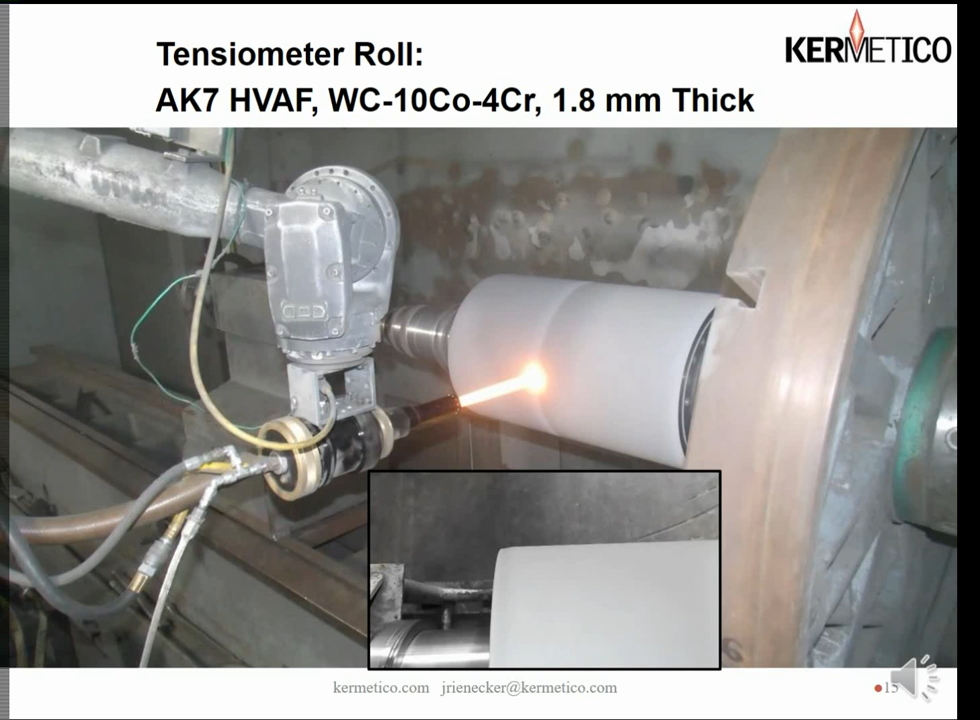 Tensiometer Roll:
AK7 HVAF, WC-10Co-4Cr, 1.8 mm Thick
KERMETICO
kermetico.com jrienecker@kermetico.com
•15